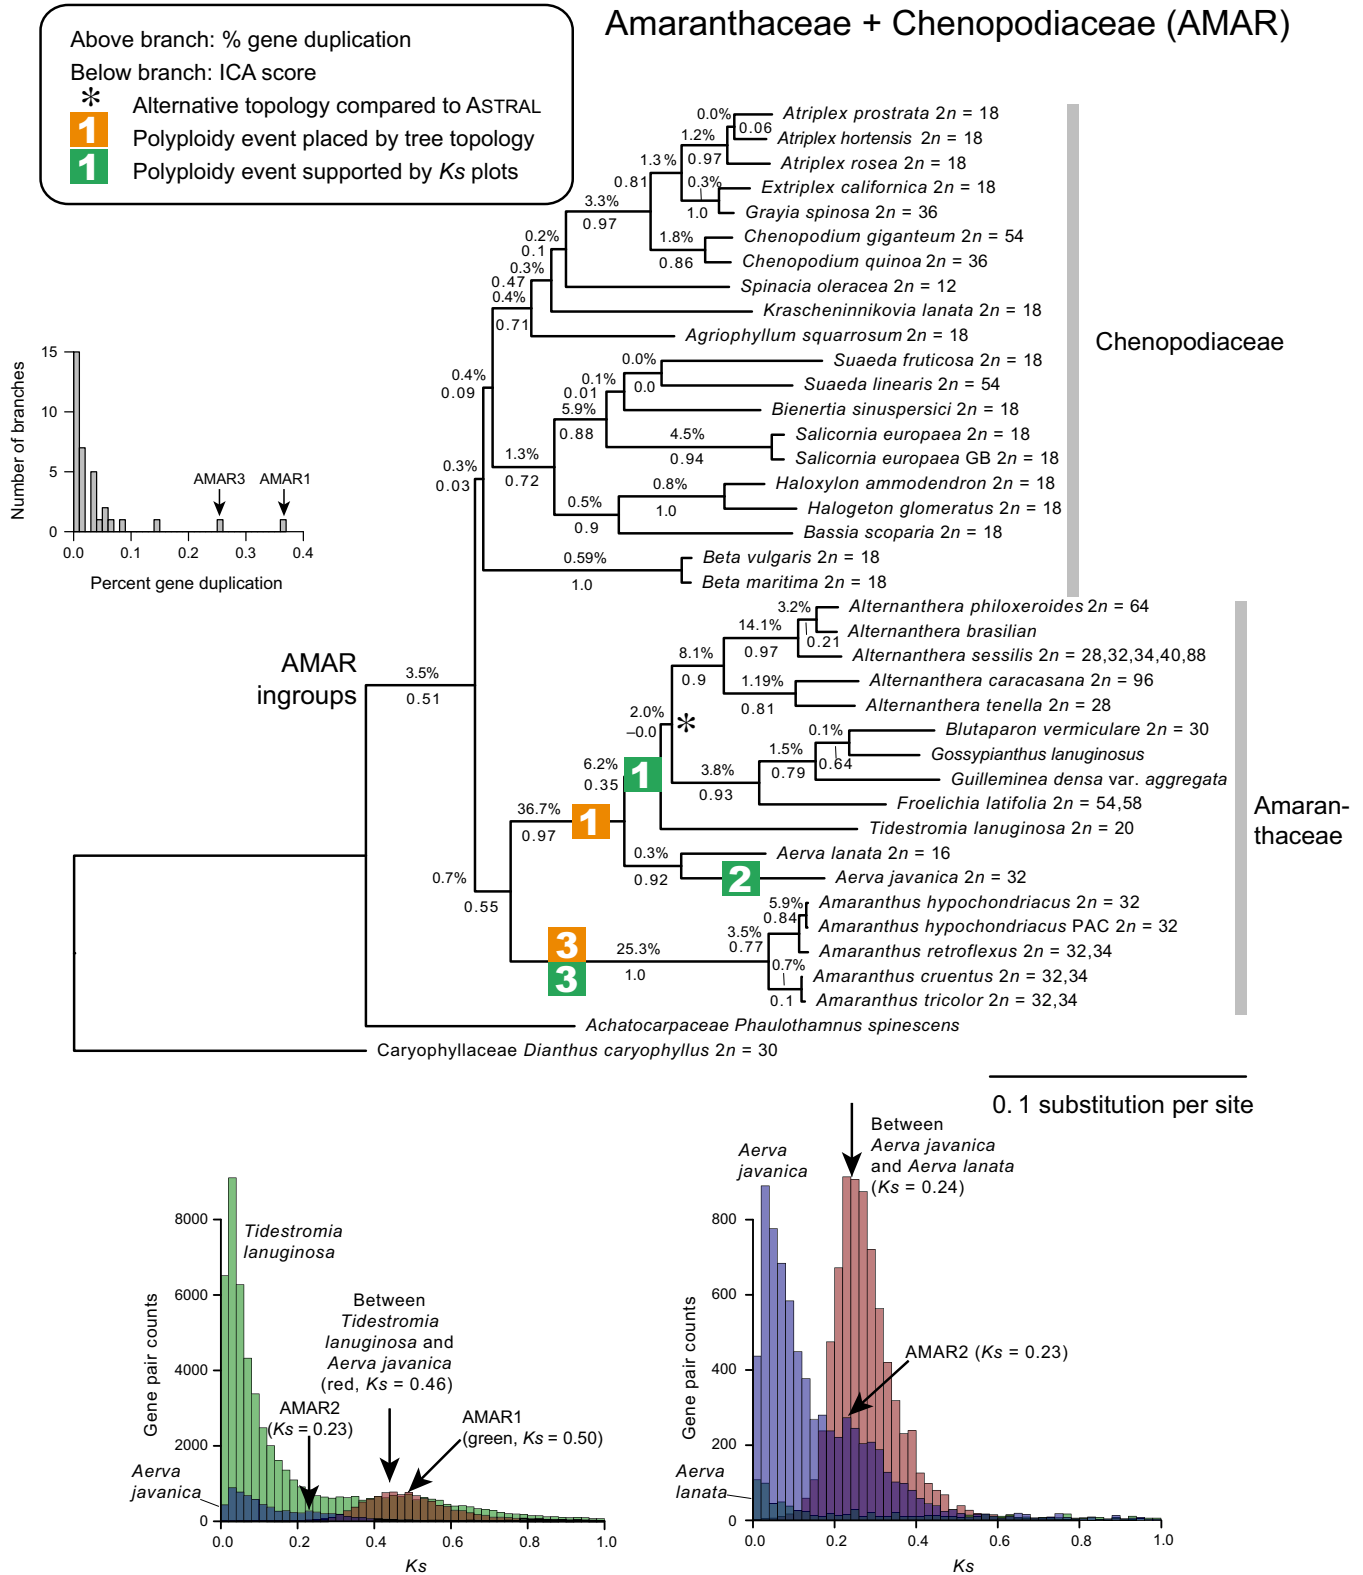 Amaranthaceae + Chenopodiaceae (AMAR)
Above branch: % gene duplication
Below branch: ICA score
* Alternative topology compared to ASTRAL
1 Polyploidy event placed by tree topology
1 Polyploidy event supported by Ks plots
0.0%
Atriplex prostrata 2n = 18
0.06
1.2%
Atriplex hortensis 2n = 18
1.3 %
0.97
Atriplex rosea 2n = 18
0.81
0.3%
Extriplex californica 2n = 18
3.3%
1.0
Grayia spinosa 2n = 36
0.97
1.8%
Chenopodium giganteum 2n = 54
0.2%
0.1
0.86
Chenopodium quinoa 2n = 36
0.3%
0.47
Spinacia oleracea 2n = 12
0.4%
Krascheninnikovia lanata 2n = 18
0.71
Agriophyllum squarrosum 2n = 18
Chenopodiaceae
0.0%
Suaeda fruticosa 2n = 18
0.4%
0.1%
0.0
Suaeda linearis 2n = 54
0.09
0.01
5.9%
Bienertia sinuspersici 2n = 18
0.88
4.5%
Salicornia europaea 2n = 18
1.3%
0.94
Salicornia europaea GB 2n = 18
0.3%
0.03
0.72
0.8%
Haloxylon ammodendron 2n = 18
0.5%
1.0
Halogeton glomeratus 2n = 18
0.9
Bassia scoparia 2n = 18
0.59%
Beta vulgaris 2n = 18
1.0
Beta maritima 2n = 18
15
10
5
0
Number of branches
AMAR3
AMAR1
0.0
0.1
0.2
0.3
0.4
Percent gene duplication
3.2%
Alternanthera philoxeroides 2n = 64
14.1%
Alternanthera brasilian
0.21
8.1%
0.97
Alternanthera sessilis 2n = 28,32,34,40,88
AMAR
ingroups
3.5%
0.51
0.9
1.19%
Alternanthera caracasana 2n = 96
0.81
Alternanthera tenella 2n = 28
2.0%
–0.0
*
0.1%
Blutaparon vermiculare 2n = 30
1.5%
0.64
Gossypianthus lanuginosus
6.2%
0.35
1
3.8%
0.79
Guilleminea densa var. aggregata
0.93
Froelichia latifolia 2n = 54,58
36.7%
0.97
1
Tidestromia lanuginosa 2n = 20
Amaran-
thaceae
0.3%
Aerva lanata 2n = 16
0.7%
0.92
2
Aerva javanica 2n = 32
0.55
5.9%
Amaranthus hypochondriacus 2n = 32
0.84
3.5%
Amaranthus hypochondriacus PAC 2n = 32
3
25.3%
0.77
Amaranthus retroflexus 2n = 32,34
3
1.0
0.7%
Amaranthus cruentus 2n = 32,34
0.1
Amaranthus tricolor 2n = 32,34
Achatocarpaceae Phaulothamnus spinescens
Caryophyllaceae Dianthus caryophyllus 2n = 30
0. 1 substitution per site
8000
6000
4000
2000
0
Gene pair counts
Tidestromia
lanuginosa
Between
Tidestromia
lanuginosa and
Aerva javanica
(red, Ks = 0.46)
AMAR2
(Ks = 0.23)
AMAR1
(green, Ks = 0.50)
Aerva
javanica
0.0
0.2
0.4
0.6
0.8
1.0
Ks
800
600
400
200
0
Gene pair counts
Aerva
javanica
Between
Aerva javanica
and Aerva lanata
(Ks = 0.24)
AMAR2 (Ks = 0.23)
Aerva
lanata
0.0
0.2
0.4
0.6
0.8
1.0
Ks